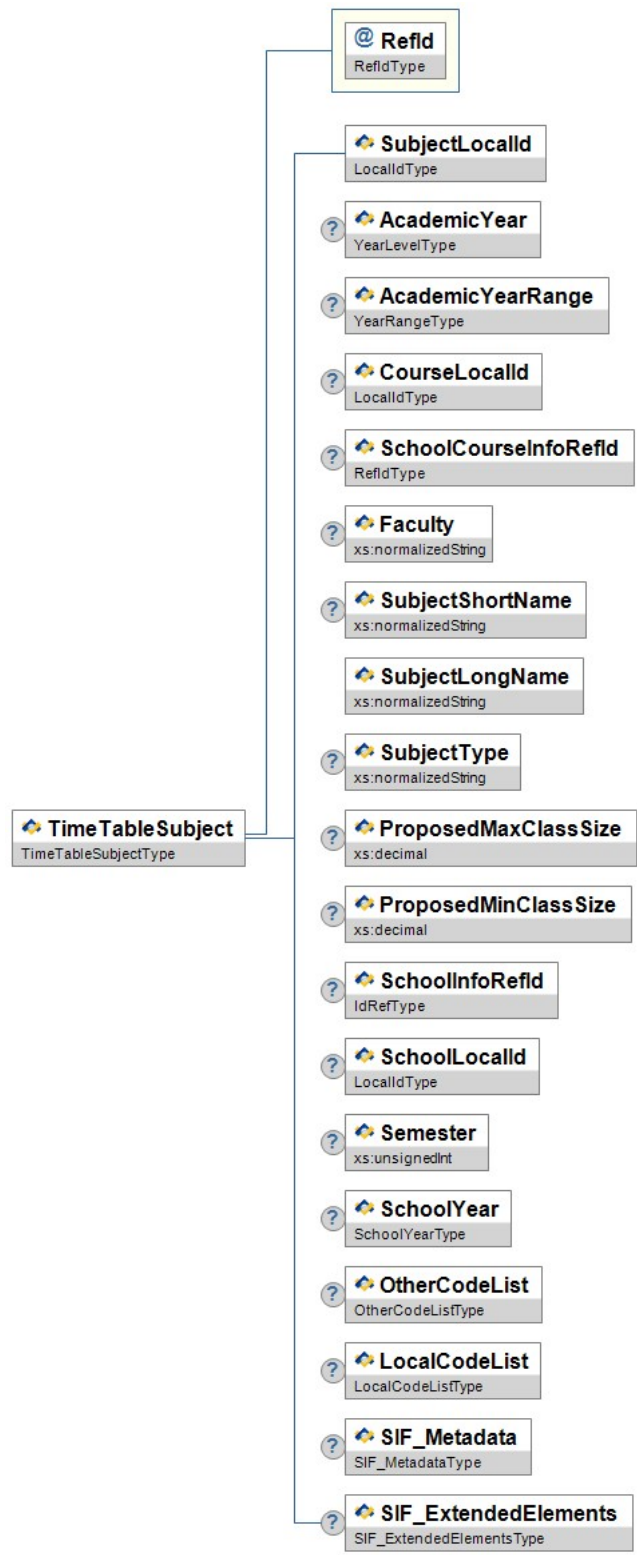 @ RefId
RefIdType
SubjectLocalId
LocalIdType
? AcademicYear
YearLevelType
? AcademicYearRange
YearRangeType
? CourseLocalId
LocalIdType
? SchoolCourseInfoRefId
RefIdType
? Faculty
xs:normalizedString
? SubjectShortName
xs:normalizedString
SubjectLongName
xs:normalizedString
? SubjectType
xs:normalizedString
TimeTableSubject
TimeTableSubjectType
? ProposedMaxClassSize
xs:decimal
? ProposedMinClassSize
xs:decimal
? SchoolInfoRefId
IdRefType
? SchoolLocalId
LocalIdType
? Semester
xs:unsignedInt
? SchoolYear
SchoolYearType
? OtherCodeList
OtherCodeListType
? LocalCodeList
LocalCodeListType
? SIF_Metadata
SIF_MetadataType
? SIF_ExtendedElements
SIF_ExtendedElementsType